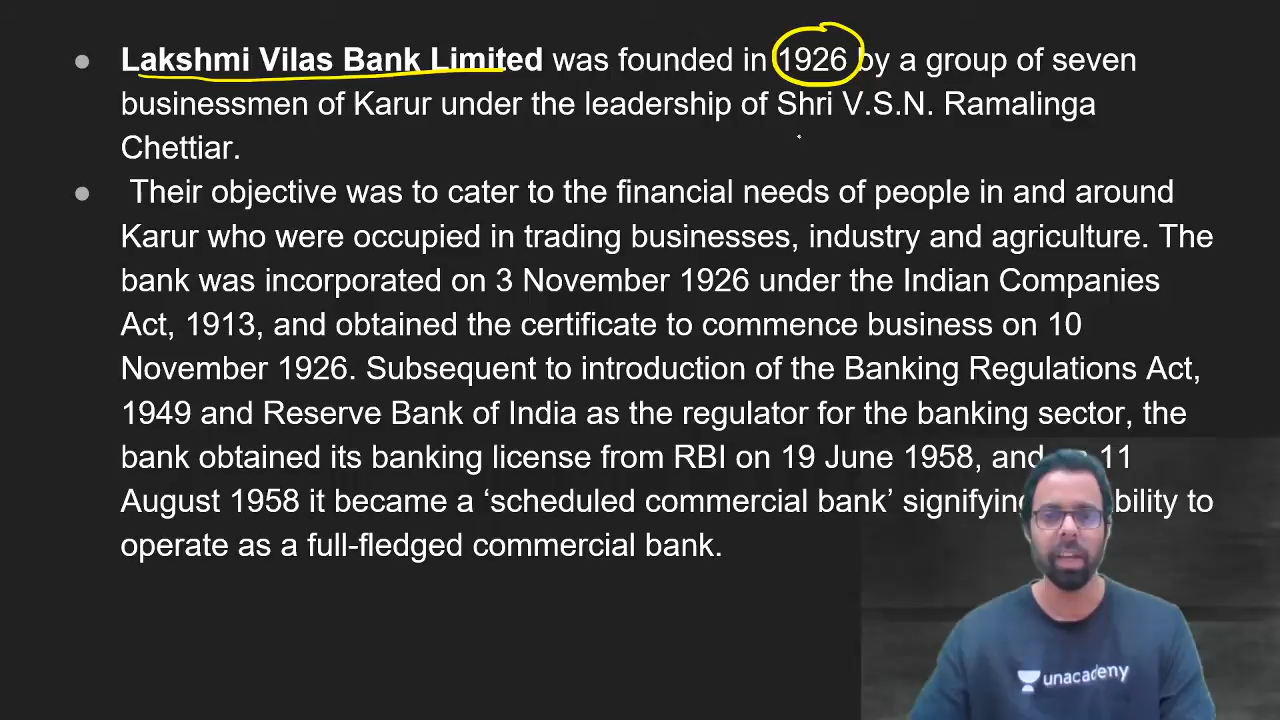 Lakshmi Vilas Bank Limited was founded in 1926 by a group of seven
businessmen of Karur under the leadership of Shri V.S.N. Ramalinga
Chettiar.
Their objective was to cater to the financial needs of people in and around
Karur who were occupied in trading businesses, industry and agriculture. The
bank was incorporated on 3 November 1926 under the Indian Companies
Act, 1913, and obtained the certificate to commence business on 10
November 1926. Subsequent to introduction of the Banking Regulations Act,
1949 and Reserve Bank of India as the regulator for the banking sector, the
bank obtained its banking license from RBI on 19 June 1958, and 11
August 1958 it became a ‘scheduled commercial bank’ signifying to
operate as a full-fledged commercial bank.
unacademy